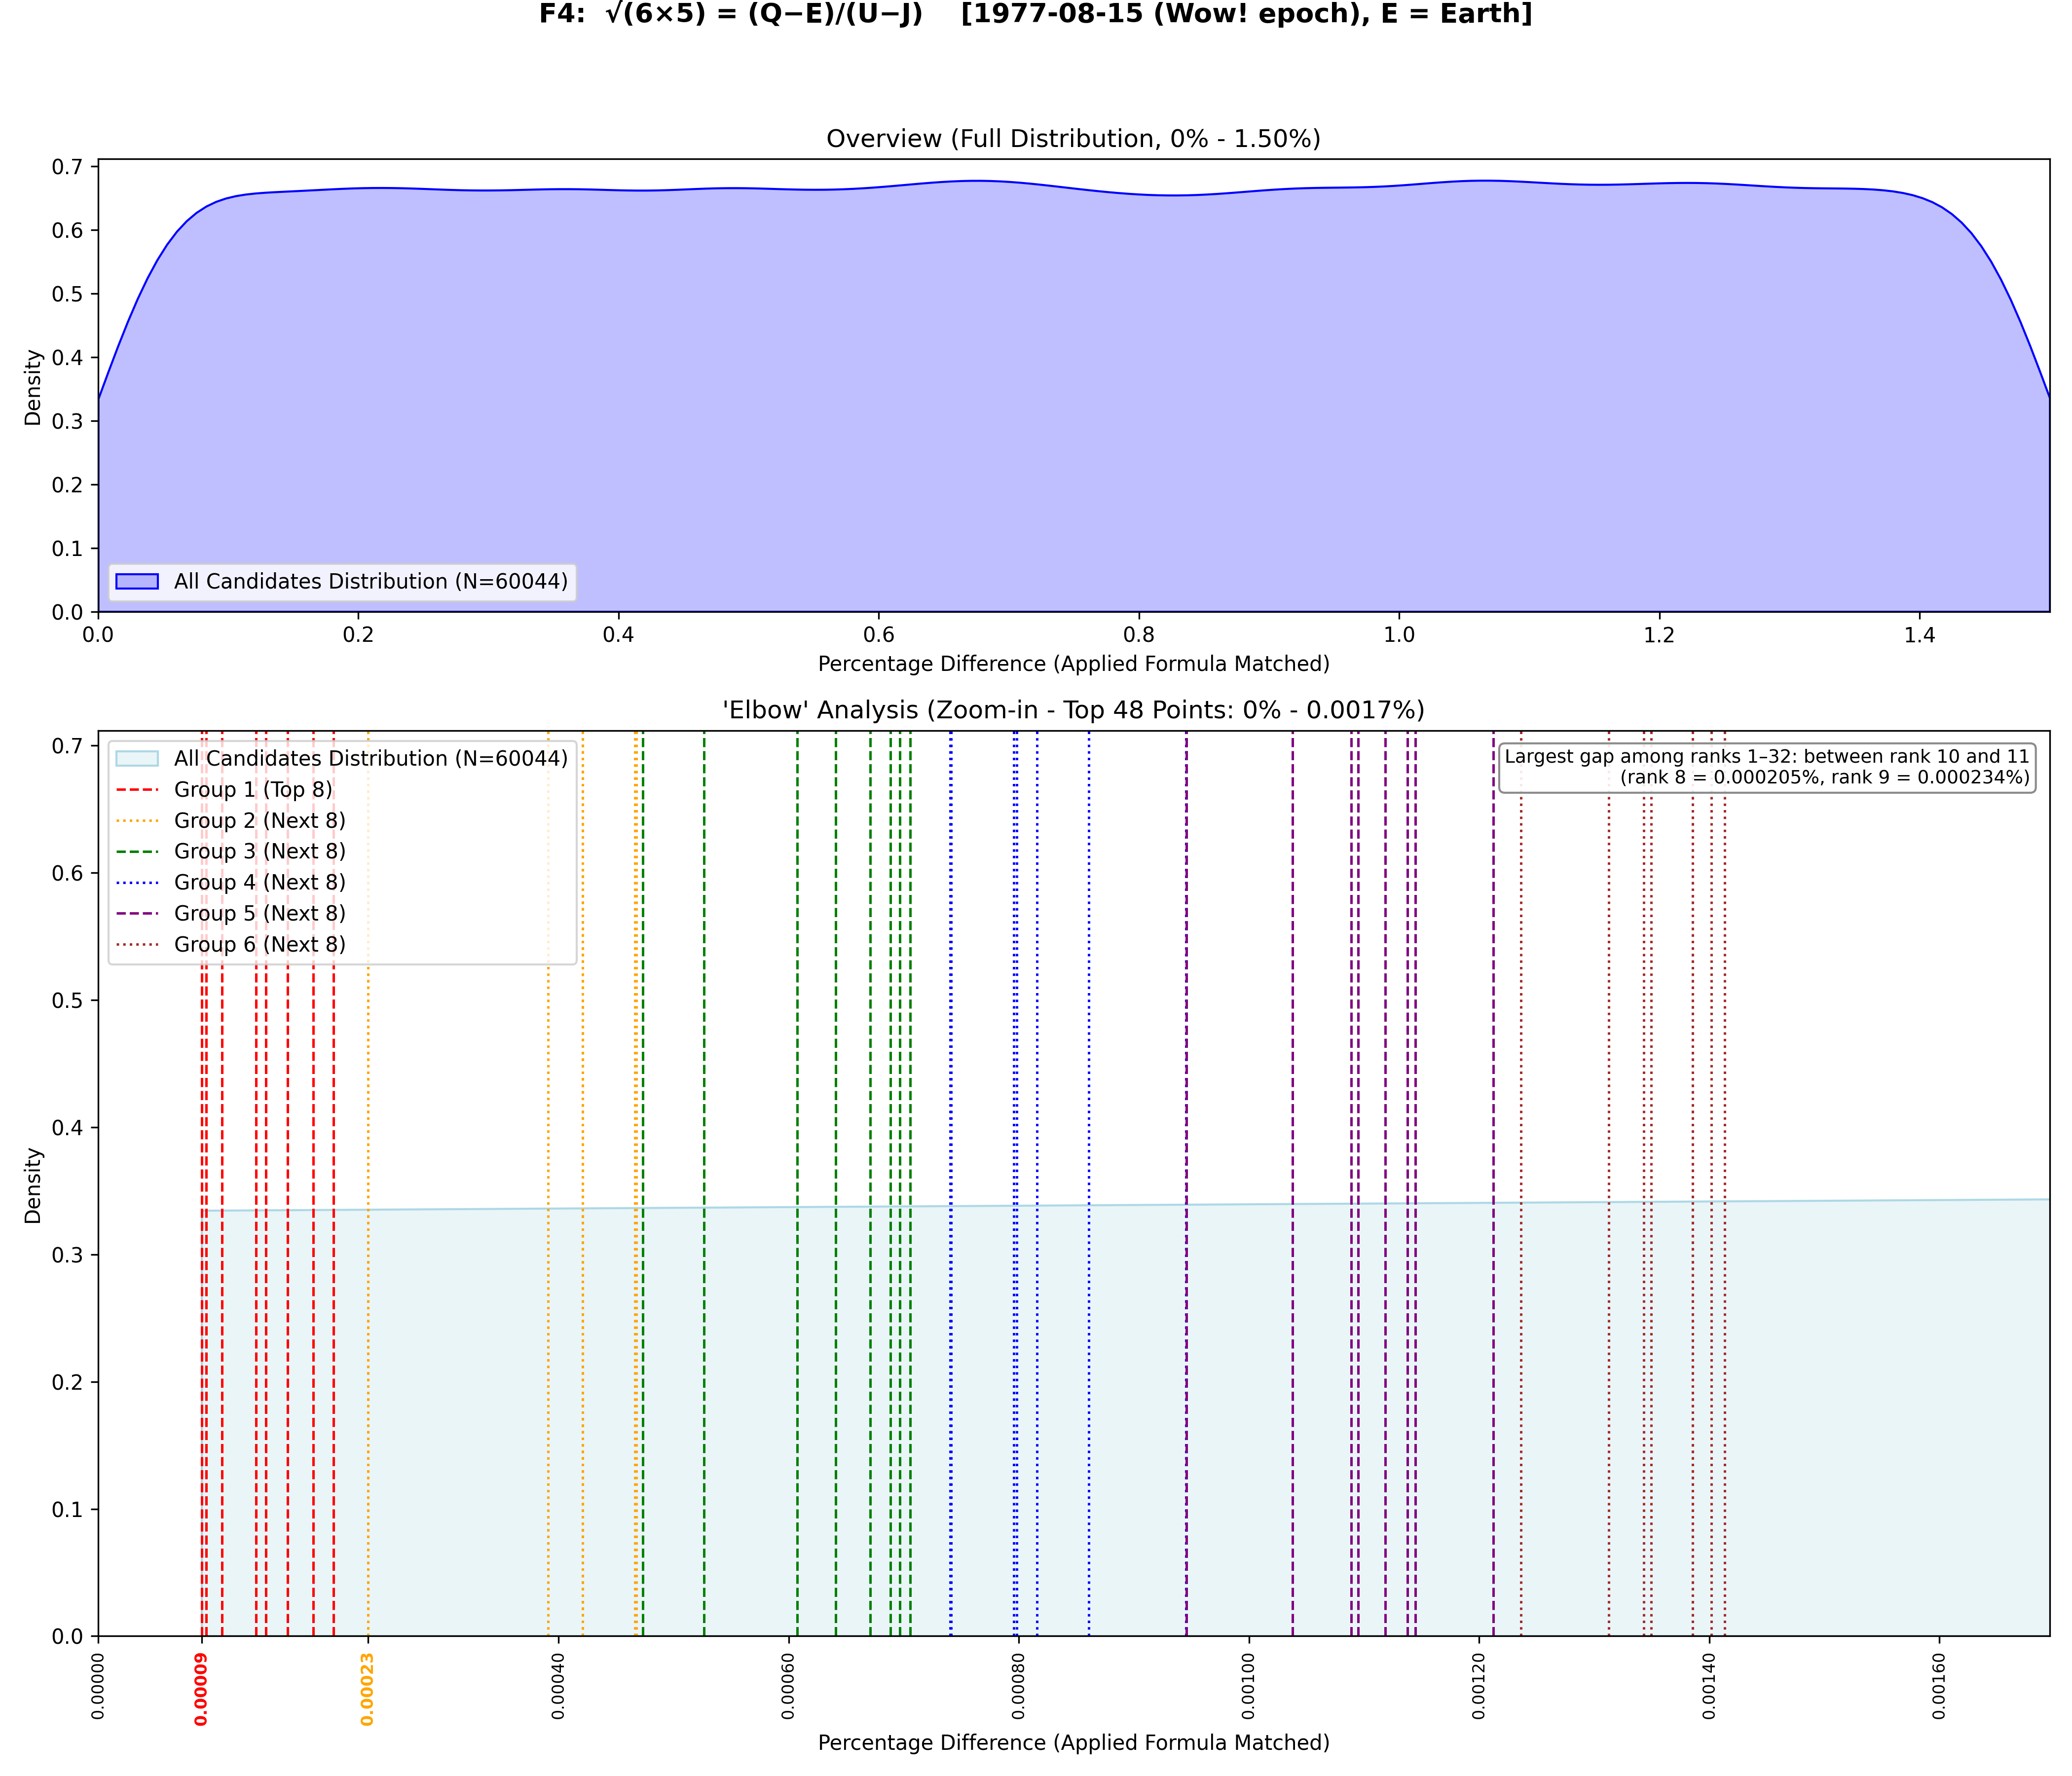 F4:  √(6×5) = (Q−E)/(U−J)    [1977-08-15 (Wow! epoch), E = Earth]
Overview (Full Distribution, 0% - 1.50%)
0.7
0.6
0.5
0.4
0.3
0.2
0.1
0.0
Density
All Candidates Distribution (N=60044)
0.0 0.2 0.4 0.6 0.8 1.0 1.2 1.4
Percentage Difference (Applied Formula Matched)
'Elbow' Analysis (Zoom-in - Top 48 Points: 0% - 0.0017%)
0.7
0.6
0.5
0.4
0.3
0.2
0.1
0.0
Density
All Candidates Distribution (N=60044)
Group 1 (Top 8)
Group 2 (Next 8)
Group 3 (Next 8)
Group 4 (Next 8)
Group 5 (Next 8)
Group 6 (Next 8)
Largest gap among ranks 1–32: between rank 10 and 11
(rank 8 = 0.000205%, rank 9 = 0.000234%)
0.00000 0.00009 0.00023 0.00040 0.00060 0.00080 0.00100 0.00120 0.00140 0.00160
Percentage Difference (Applied Formula Matched)